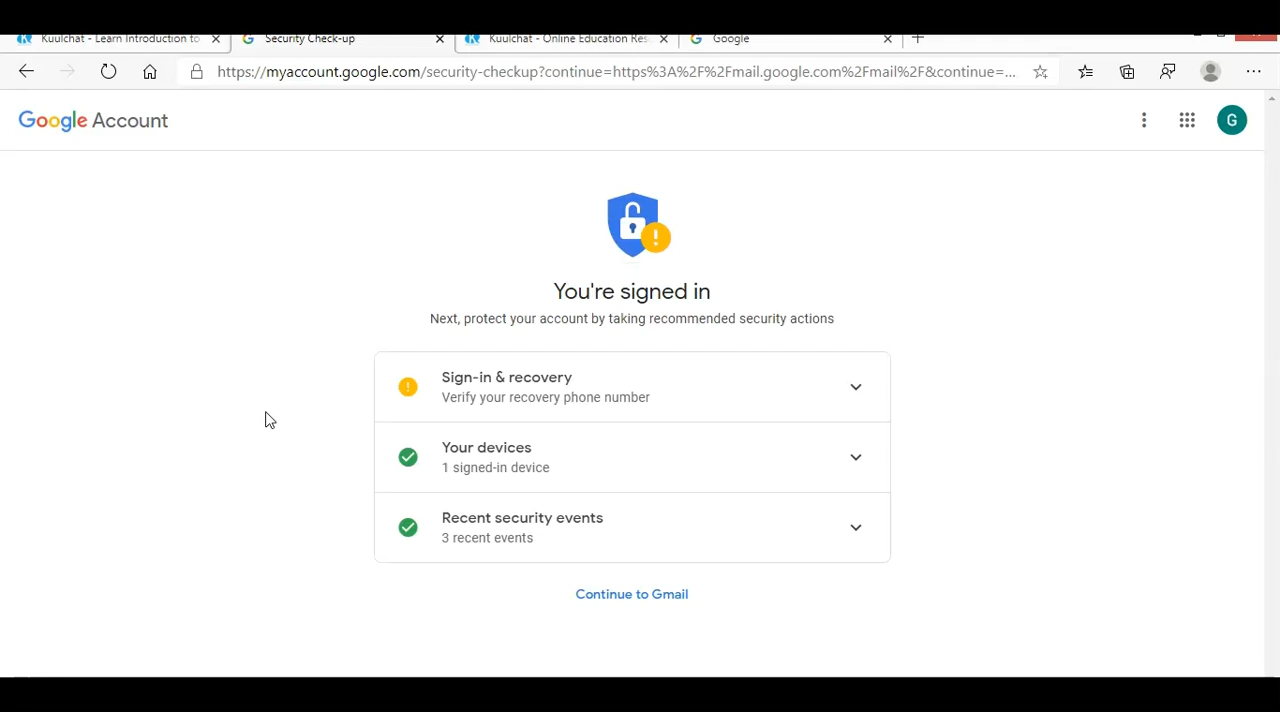 Kuulchat - Learn Introduction to
Security Check-up
Kuulchat - Online Education Res
Google
https://myaccount.google.com/security-checkup?continue=https%3A%2F%2Fmail.google.com%2Fmail%2F&continue=...
Google Account
G
You're signed in
Next, protect your account by taking recommended security actions
Sign-in & recovery
Verify your recovery phone number
Your devices
1 signed-in device
Recent security events
3 recent events
Continue to Gmail